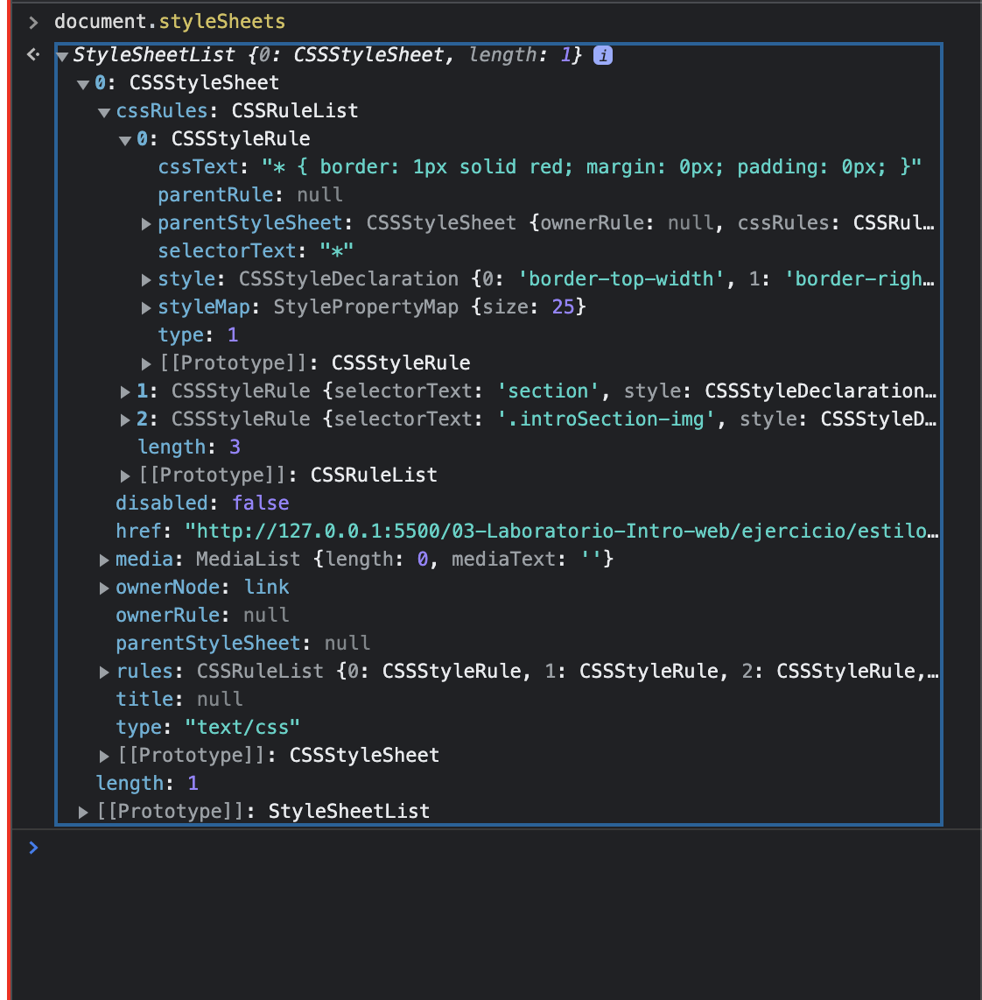 > document.styleSheets
StyleSheetList {0: CSSStyleSheet, length: 1} i
0: CSSStyleSheet
cssRules: CSSRuleList
0: CSSStyleRule
cssText: "* { border: 1px solid red; margin: 0px; padding: 0px; }"
parentRule: null
parentStyleSheet: CSSStyleSheet {ownerRule: null, cssRules: CSSRul…
selectorText: "*"
style: CSSStyleDeclaration {0: 'border-top-width', 1: 'border-righ…
styleMap: StylePropertyMap {size: 25}
type: 1
[[Prototype]]: CSSStyleRule
1: CSSStyleRule {selectorText: 'section', style: CSSStyleDeclaration…
2: CSSStyleRule {selectorText: '.introSection-img', style: CSSStyleD…
length: 3
[[Prototype]]: CSSRuleList
disabled: false
href: "http://127.0.0.1:5500/03-Laboratorio-Intro-web/ejercicio/estilo…
media: MediaList {length: 0, mediaText: ''}
ownerNode: link
ownerRule: null
parentStyleSheet: null
rules: CSSRuleList {0: CSSStyleRule, 1: CSSStyleRule, 2: CSSStyleRule,…
title: null
type: "text/css"
[[Prototype]]: CSSStyleSheet
length: 1
[[Prototype]]: StyleSheetList
>